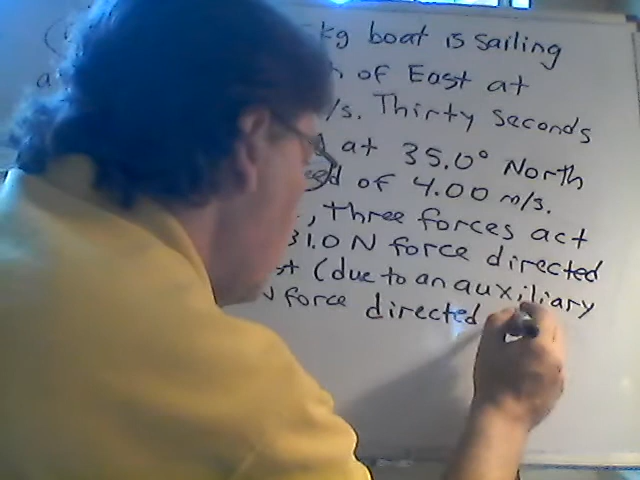 ( kg boat is sailing
a of East at
/s. Thirty seconds
at 35.0° North
of 4.00 m/s.
, three forces act
31.0 N force directed
(due to an auxiliary
force directed